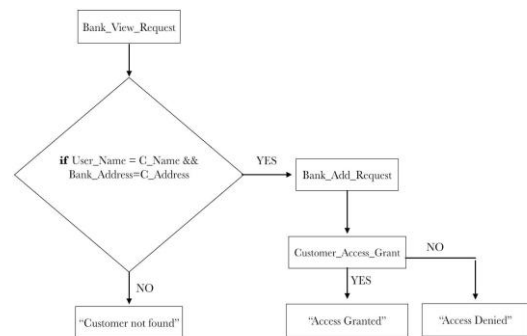 Bank_View_Request
if User_Name = C_Name &&
Bank_Address=C_Address
YES
Bank_Add_Request
Customer_Access_Grant
NO
YES
NO
“Customer not found”
“Access Granted”
“Access Denied”